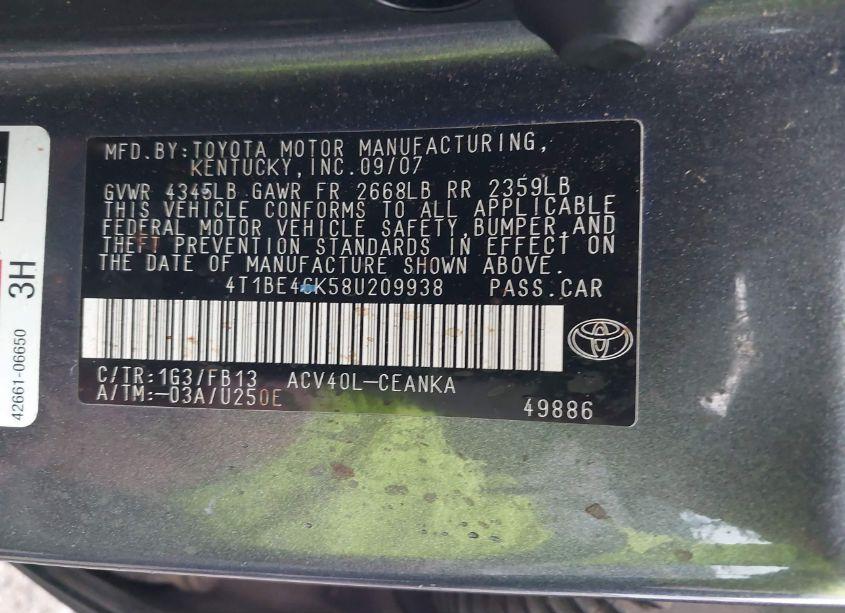 MFD.BY:TOYOTA MOTOR MANUFACTURING,
KENTUCKY,INC.09/07
GVWR 4345LB GAWR FR 2668LB RR 2359LB
THIS VEHICLE CONFORMS TO ALL APPLICABLE
FEDERAL MOTOR VEHICLE SAFETY,BUMPER,AND
THEFT PREVENTION STANDARDS IN EFFECT ON
THE DATE OF MANUFACTURE SHOWN ABOVE.
4T1BE46K58U209938 PASS.CAR
C/TR:1G3/FB13 ACV40L-CEANKA
A/TM:-03A/U250E 49886
42661-06650
3H